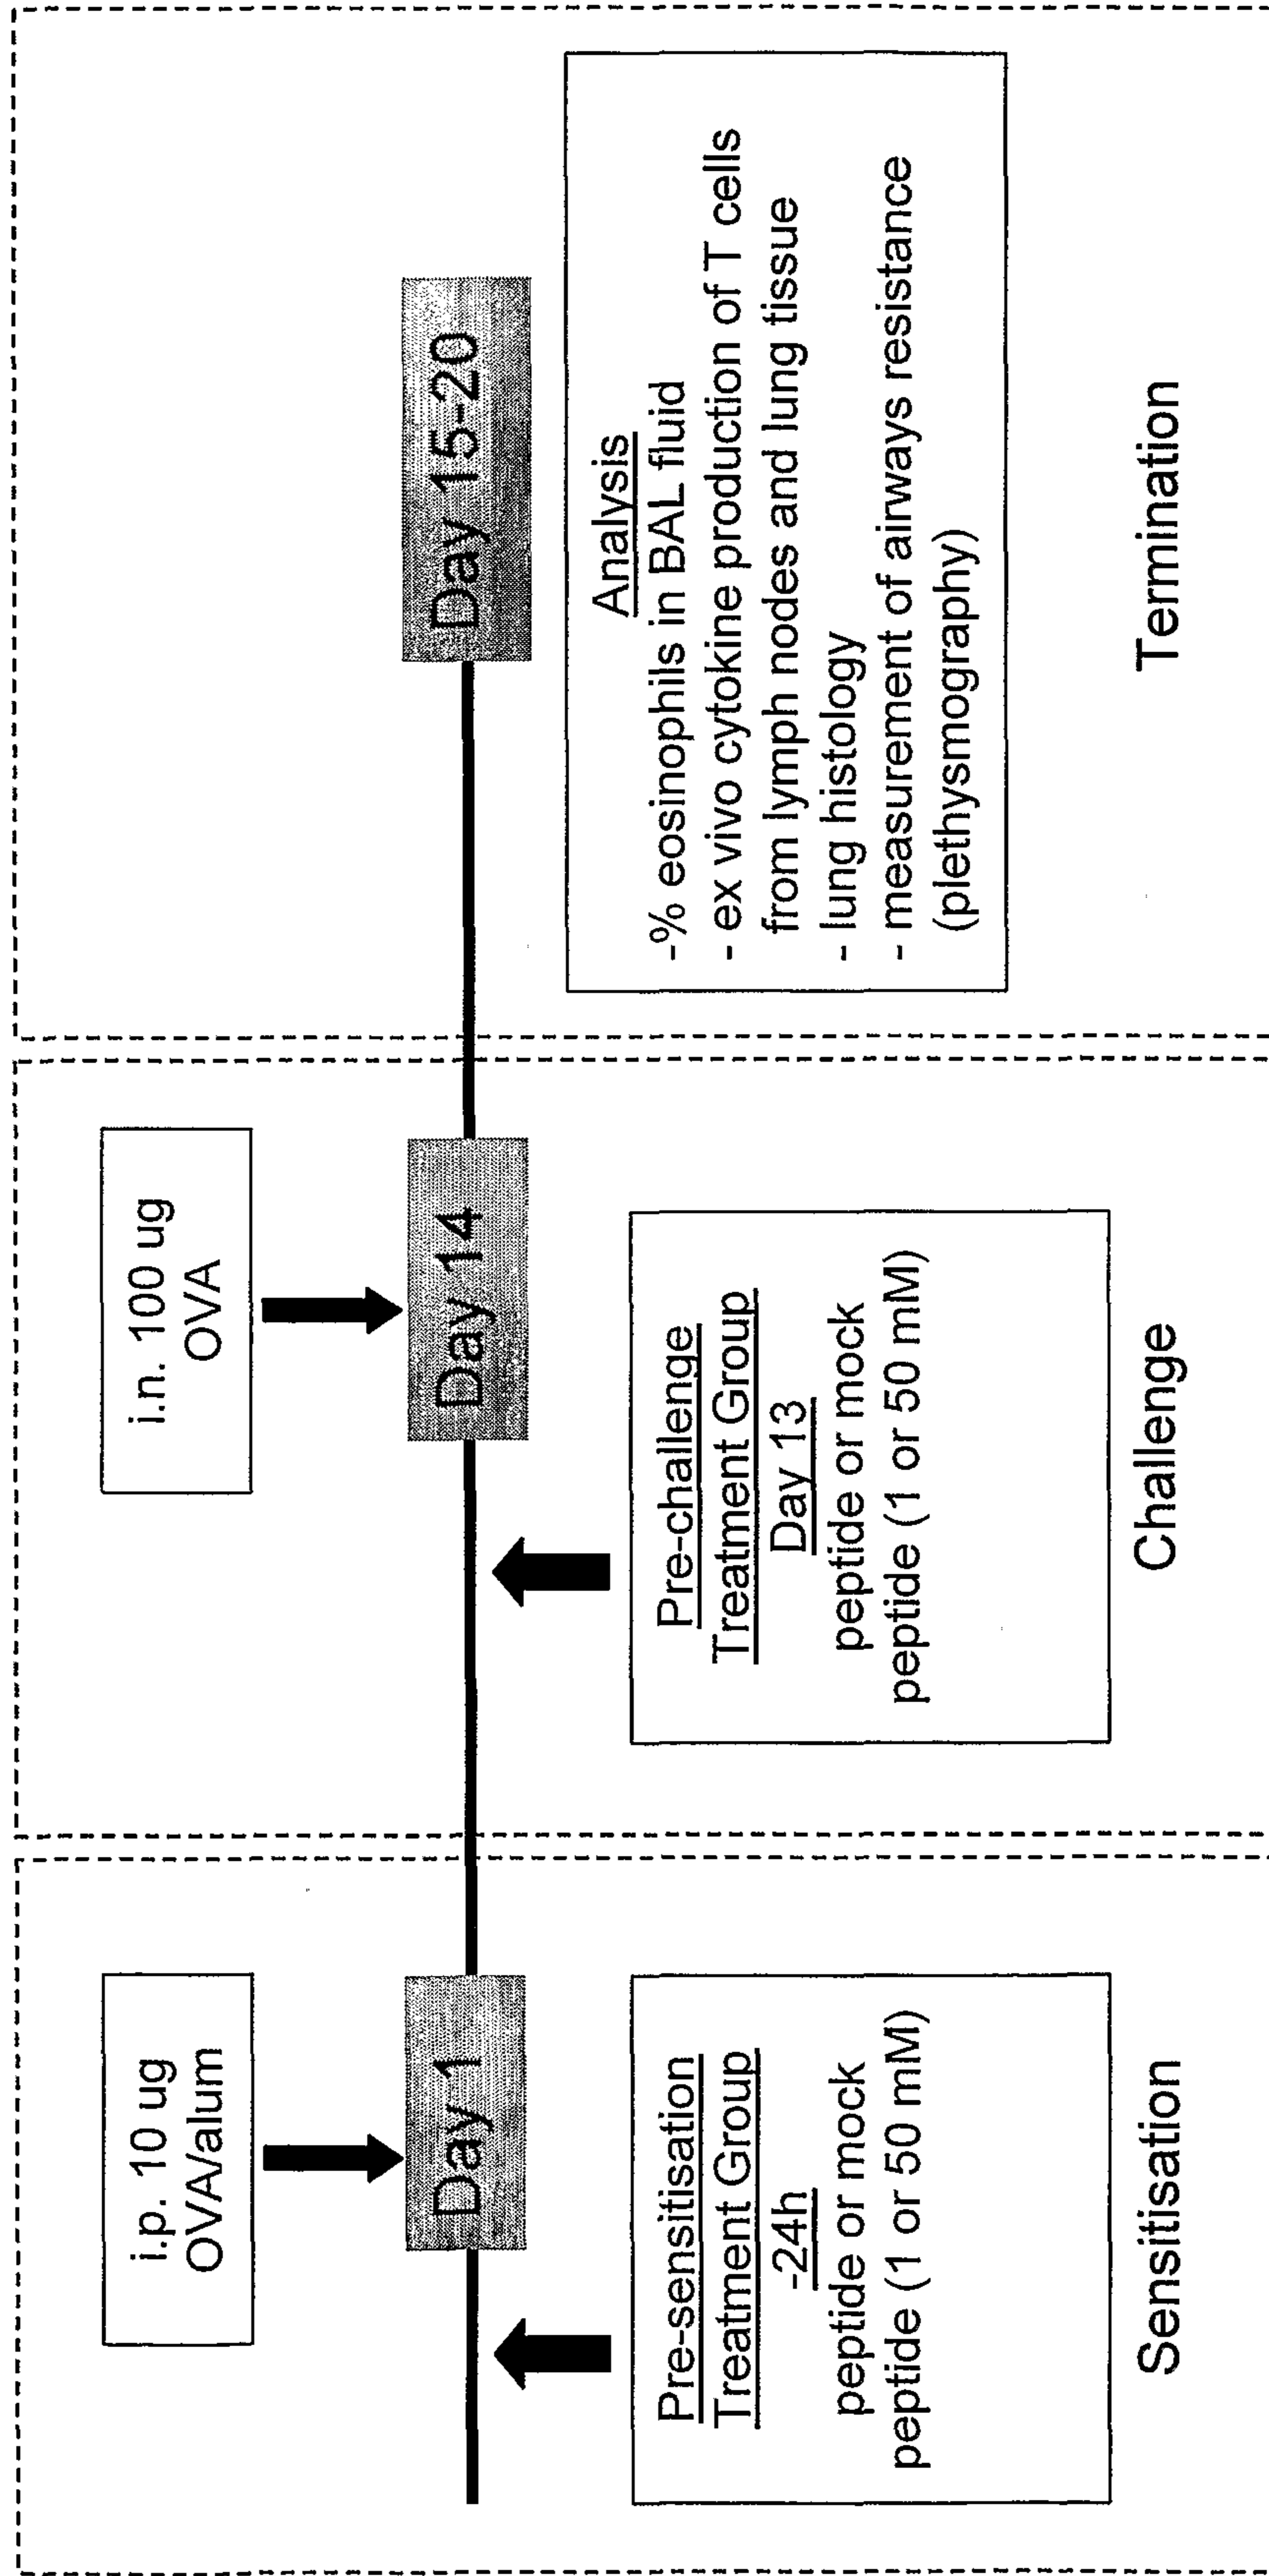 i.p. 10 ug
OVA/alum
Day 1
Pre-sensitisation
Treatment Group
-24h
peptide or mock
peptide (1 or 50 mM)
Sensitisation
i.n. 100 ug
OVA
Day 14
Pre-challenge
Treatment Group
Day 13
peptide or mock
peptide (1 or 50 mM)
Challenge
Day 15-20
Analysis
-% eosinophils in BAL fluid
- ex vivo cytokine production of T cells
from lymph nodes and lung tissue
- lung histology
- measurement of airways resistance
(plethysmography)
Termination